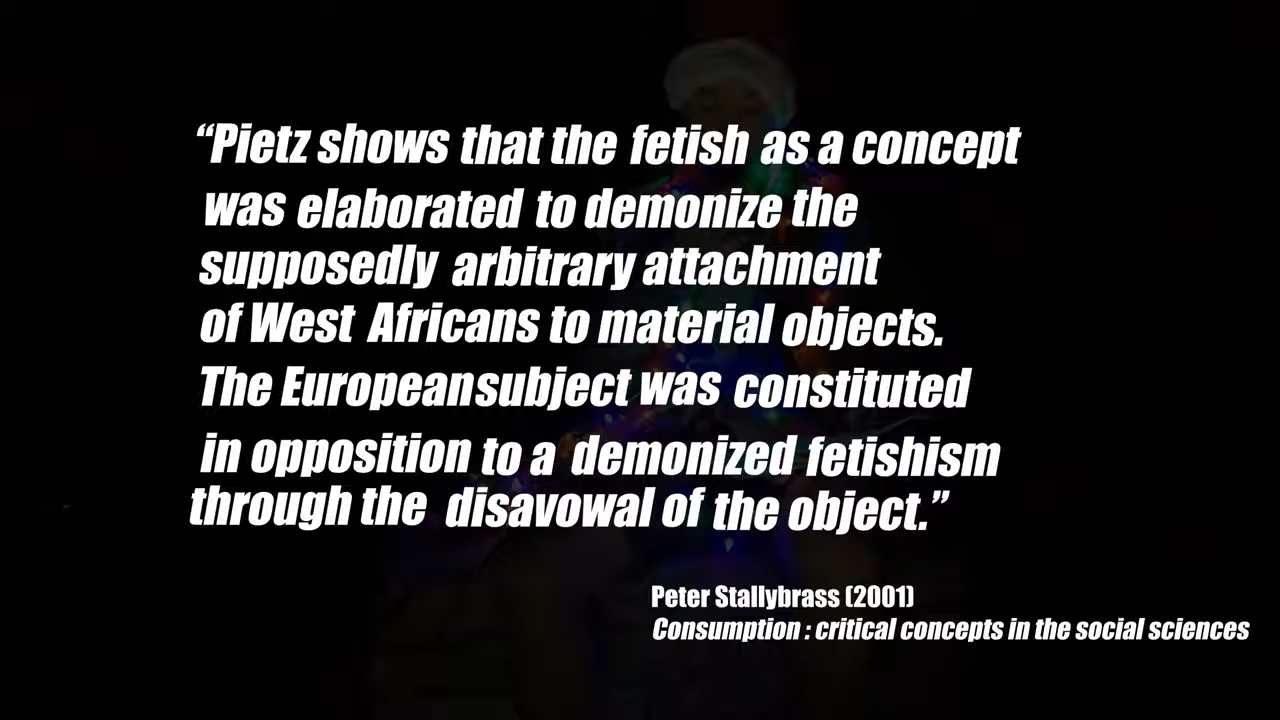 “Pietz shows that the fetish as a concept
was elaborated to demonize the
supposedly arbitrary attachment
of West Africans to material objects.
The Europeansubject was constituted
in opposition to a demonized fetishism
through the disavowal of the object.”
Peter Stallybrass (2001)
Consumption : critical concepts in the social sciences